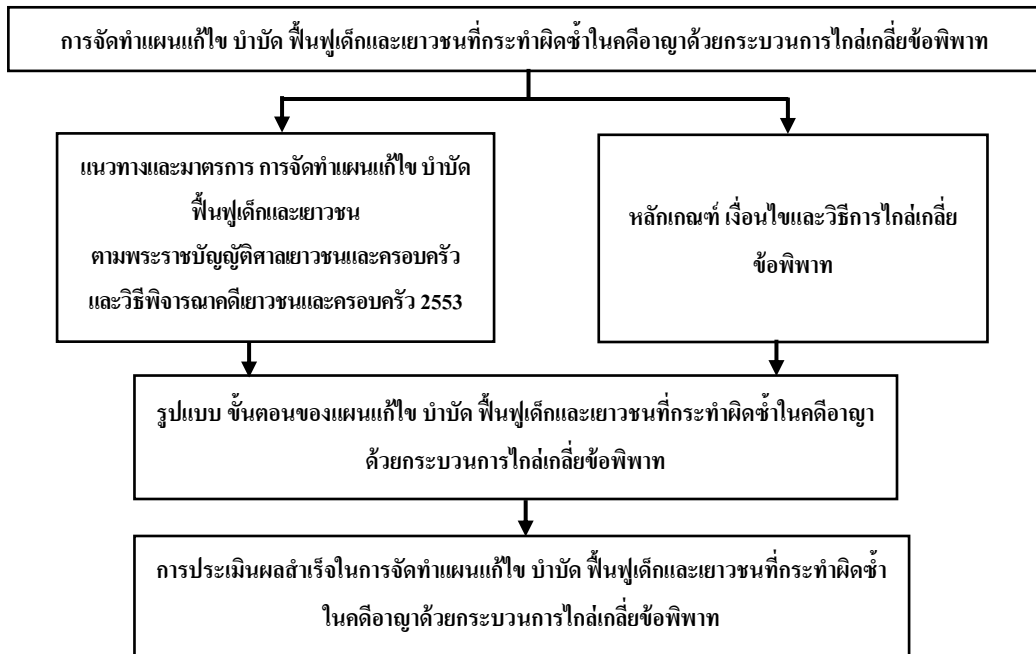 การจัดทำแผนแก้ไข บำบัด ฟื้นฟูเด็กและเยาวชนที่กระทำผิดซ้ำในคดีอาญาด้วยกระบวนการไกล่เกลี่ยข้อพิพาท
แนวทางและมาตรการ การจัดทำแผนแก้ไข บำบัด
ฟื้นฟูเด็กและเยาวชน
ตามพระราชบัญญัติศาลเยาวชนและครอบครัว
และวิธีพิจารณาคดีเยาวชนและครอบครัว 2553
หลักเกณฑ์ เงื่อนไขและวิธีการไกล่เกลี่ย
ข้อพิพาท
รูปแบบ ขั้นตอนของแผนแก้ไข บำบัด ฟื้นฟูเด็กและเยาวชนที่กระทำผิดซ้ำในคดีอาญา
ด้วยกระบวนการไกล่เกลี่ยข้อพิพาท
การประเมินผลสำเร็จในการจัดทำแผนแก้ไข บำบัด ฟื้นฟูเด็กและเยาวชนที่กระทำผิดซ้ำ
ในคดีอาญาด้วยกระบวนการไกล่เกลี่ยข้อพิพาท